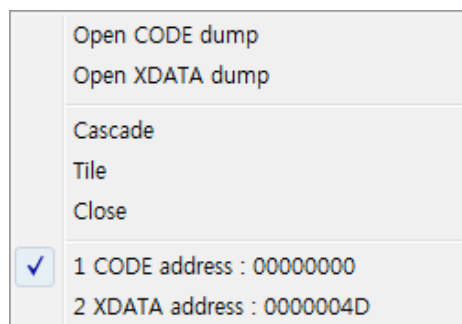 Open CODE dump
Open XDATA dump
Cascade
Tile
Close
1 CODE address : 00000000
2 XDATA address : 0000004D